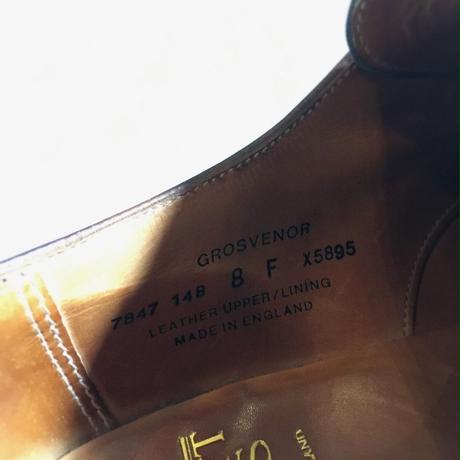 GROSVENOR
7847 14B 8 F X5895
LEATHER UPPER/LINING
MADE IN ENGLAND